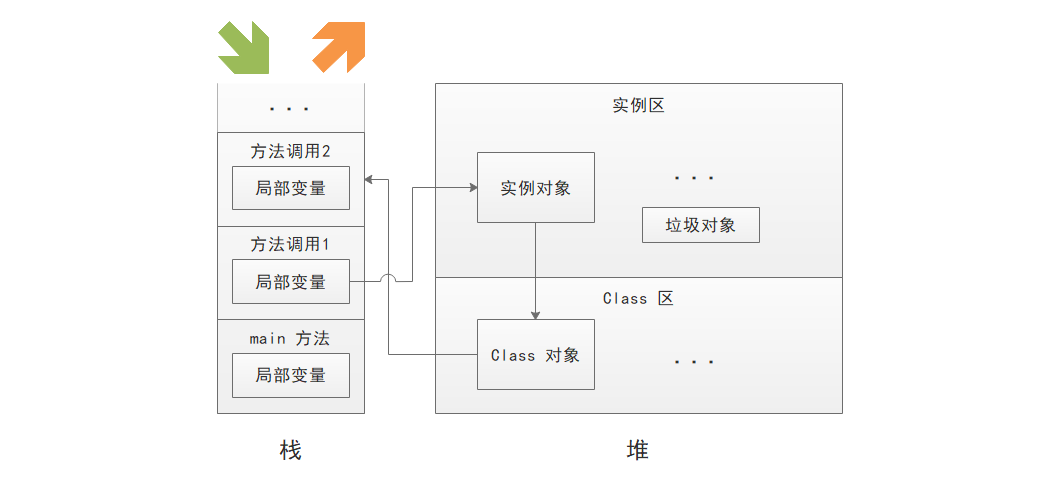 . . .
方法调用2
局部变量
方法调用1
局部变量
main 方法
局部变量
栈
实例区
实例对象
. . .
垃圾对象
Class 区
Class 对象
. . .
堆